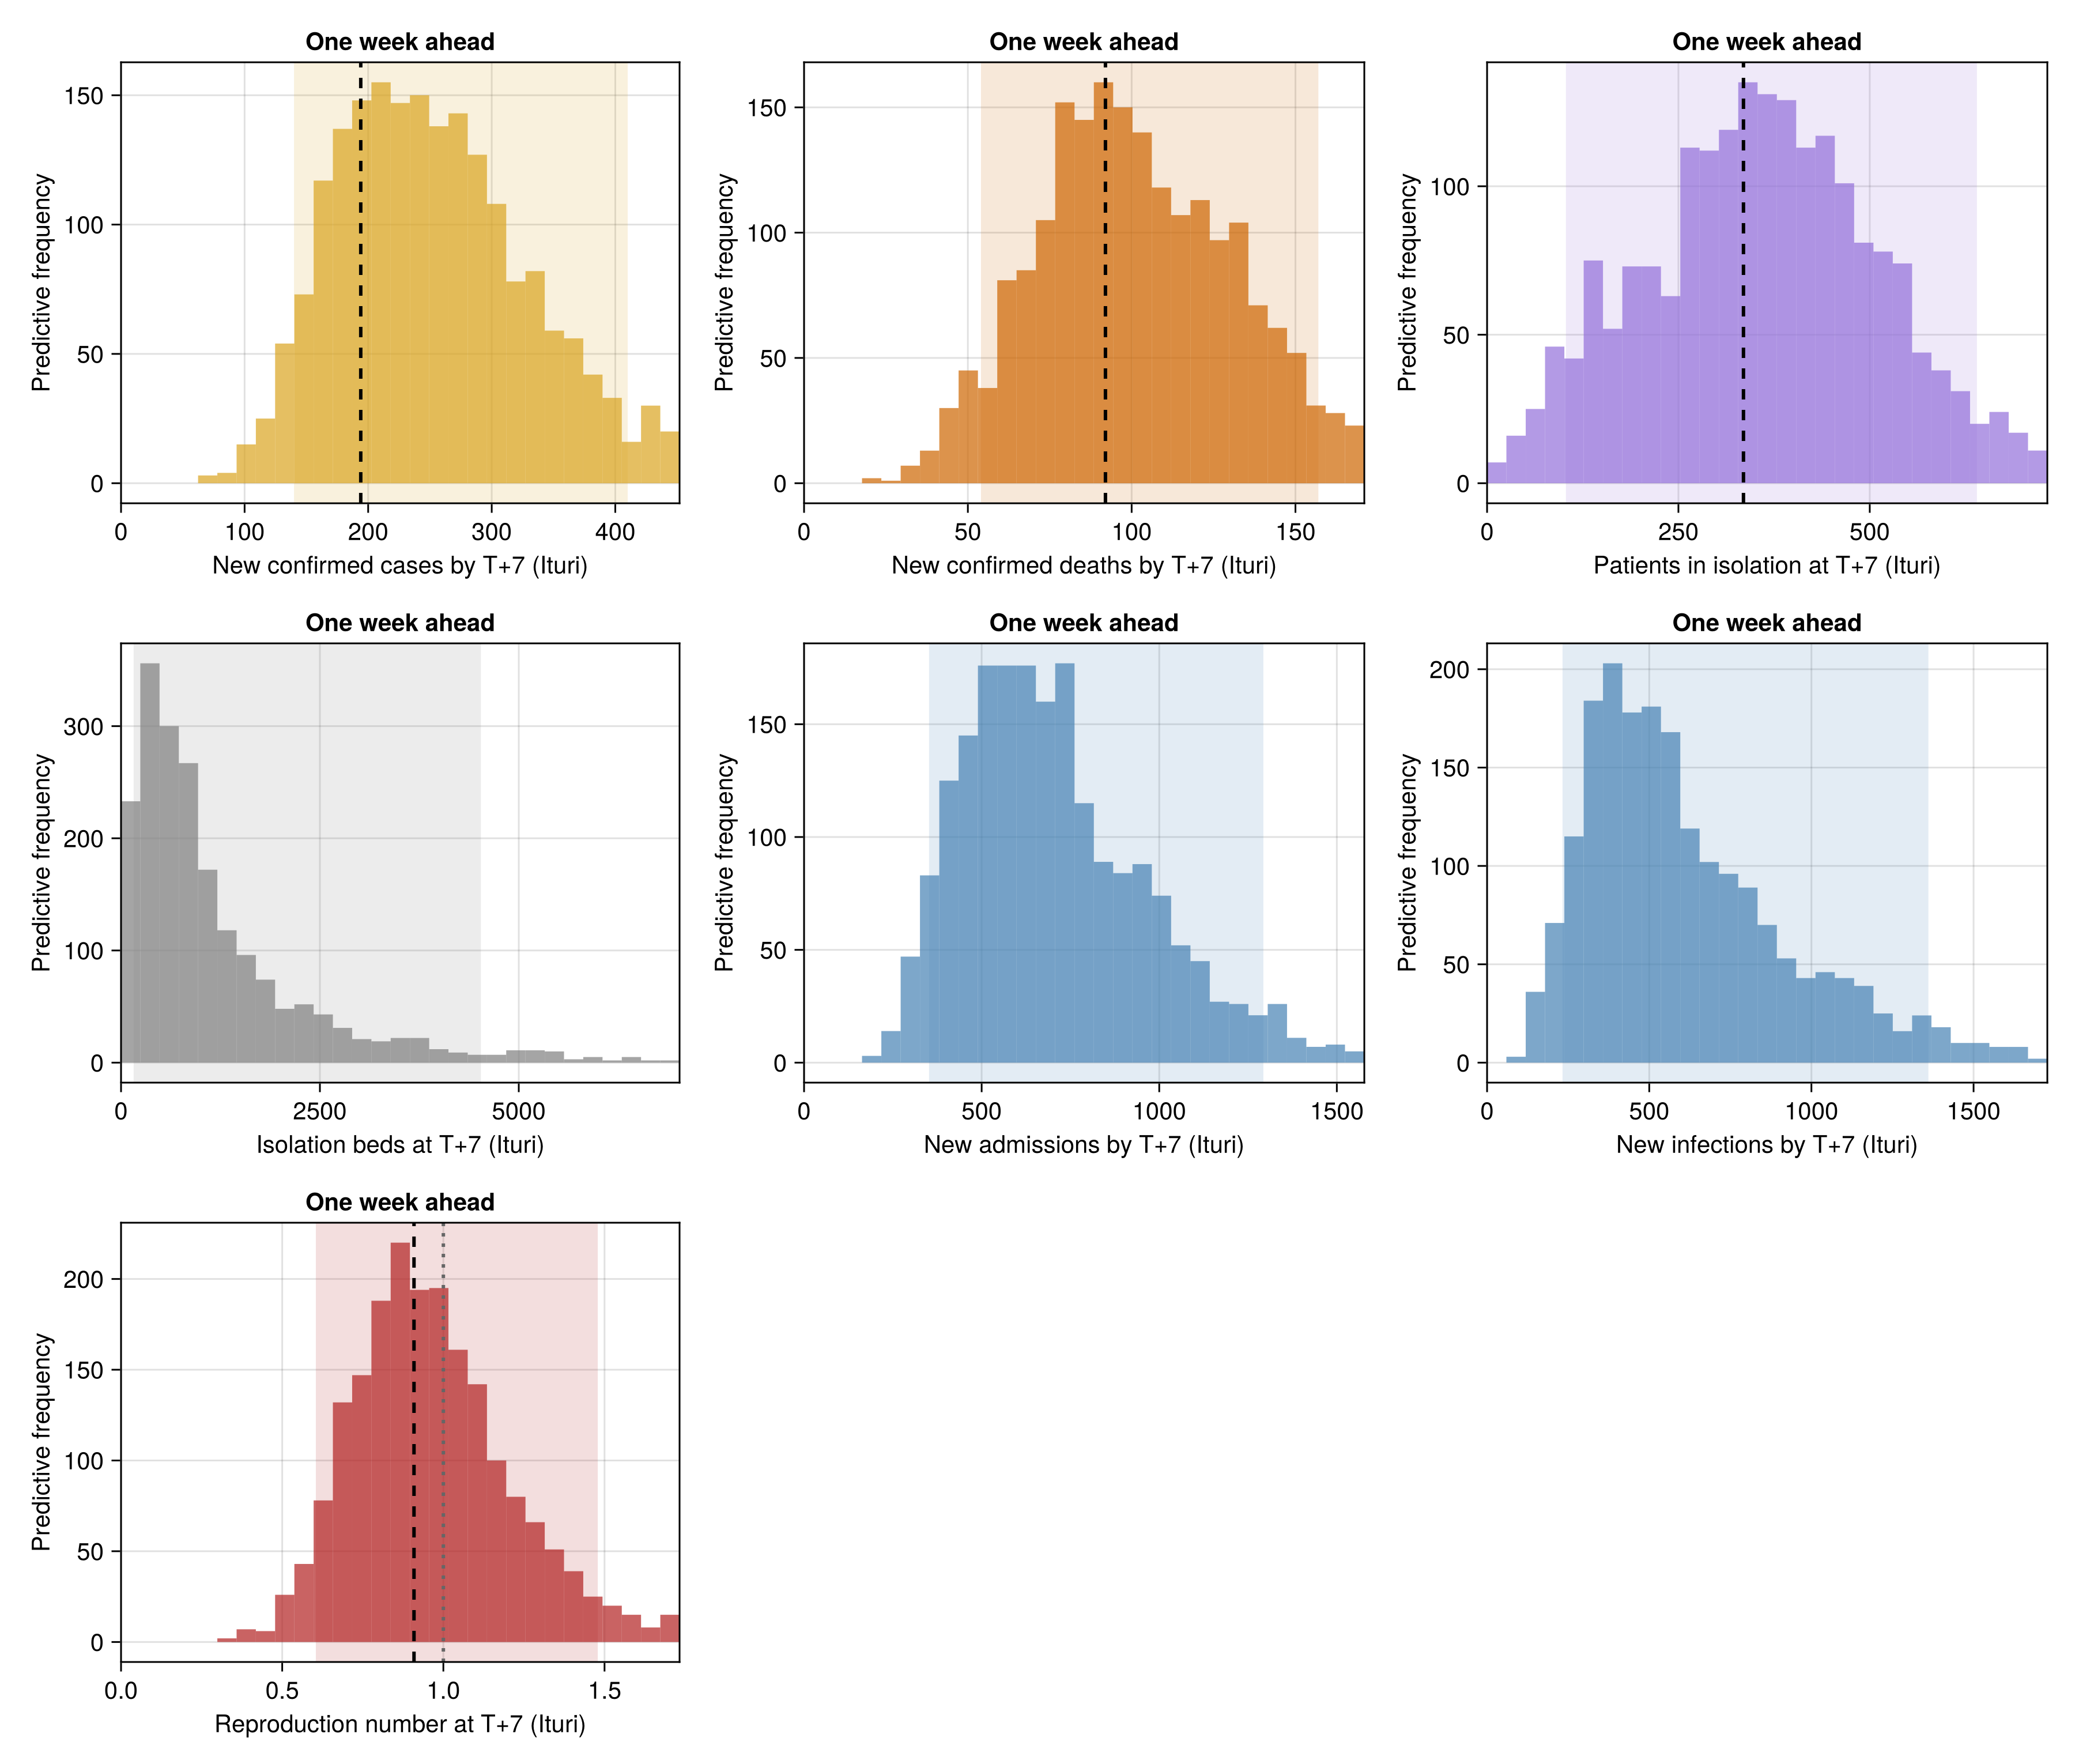 One week ahead
One week ahead
One week ahead
Predictive frequency
150
100
50
0
0 100 200 300 400
New confirmed cases by T+7 (Ituri)
Predictive frequency
150
100
50
0
0 50 100 150
New confirmed deaths by T+7 (Ituri)
Predictive frequency
100
50
0
0 250 500
Patients in isolation at T+7 (Ituri)
One week ahead
One week ahead
One week ahead
Predictive frequency
300
200
100
0
0 2500 5000
Isolation beds at T+7 (Ituri)
Predictive frequency
150
100
50
0
0 500 1000 1500
New admissions by T+7 (Ituri)
Predictive frequency
200
150
100
50
0
0 500 1000 1500
New infections by T+7 (Ituri)
One week ahead
Predictive frequency
200
150
100
50
0
0.0 0.5 1.0 1.5
Reproduction number at T+7 (Ituri)